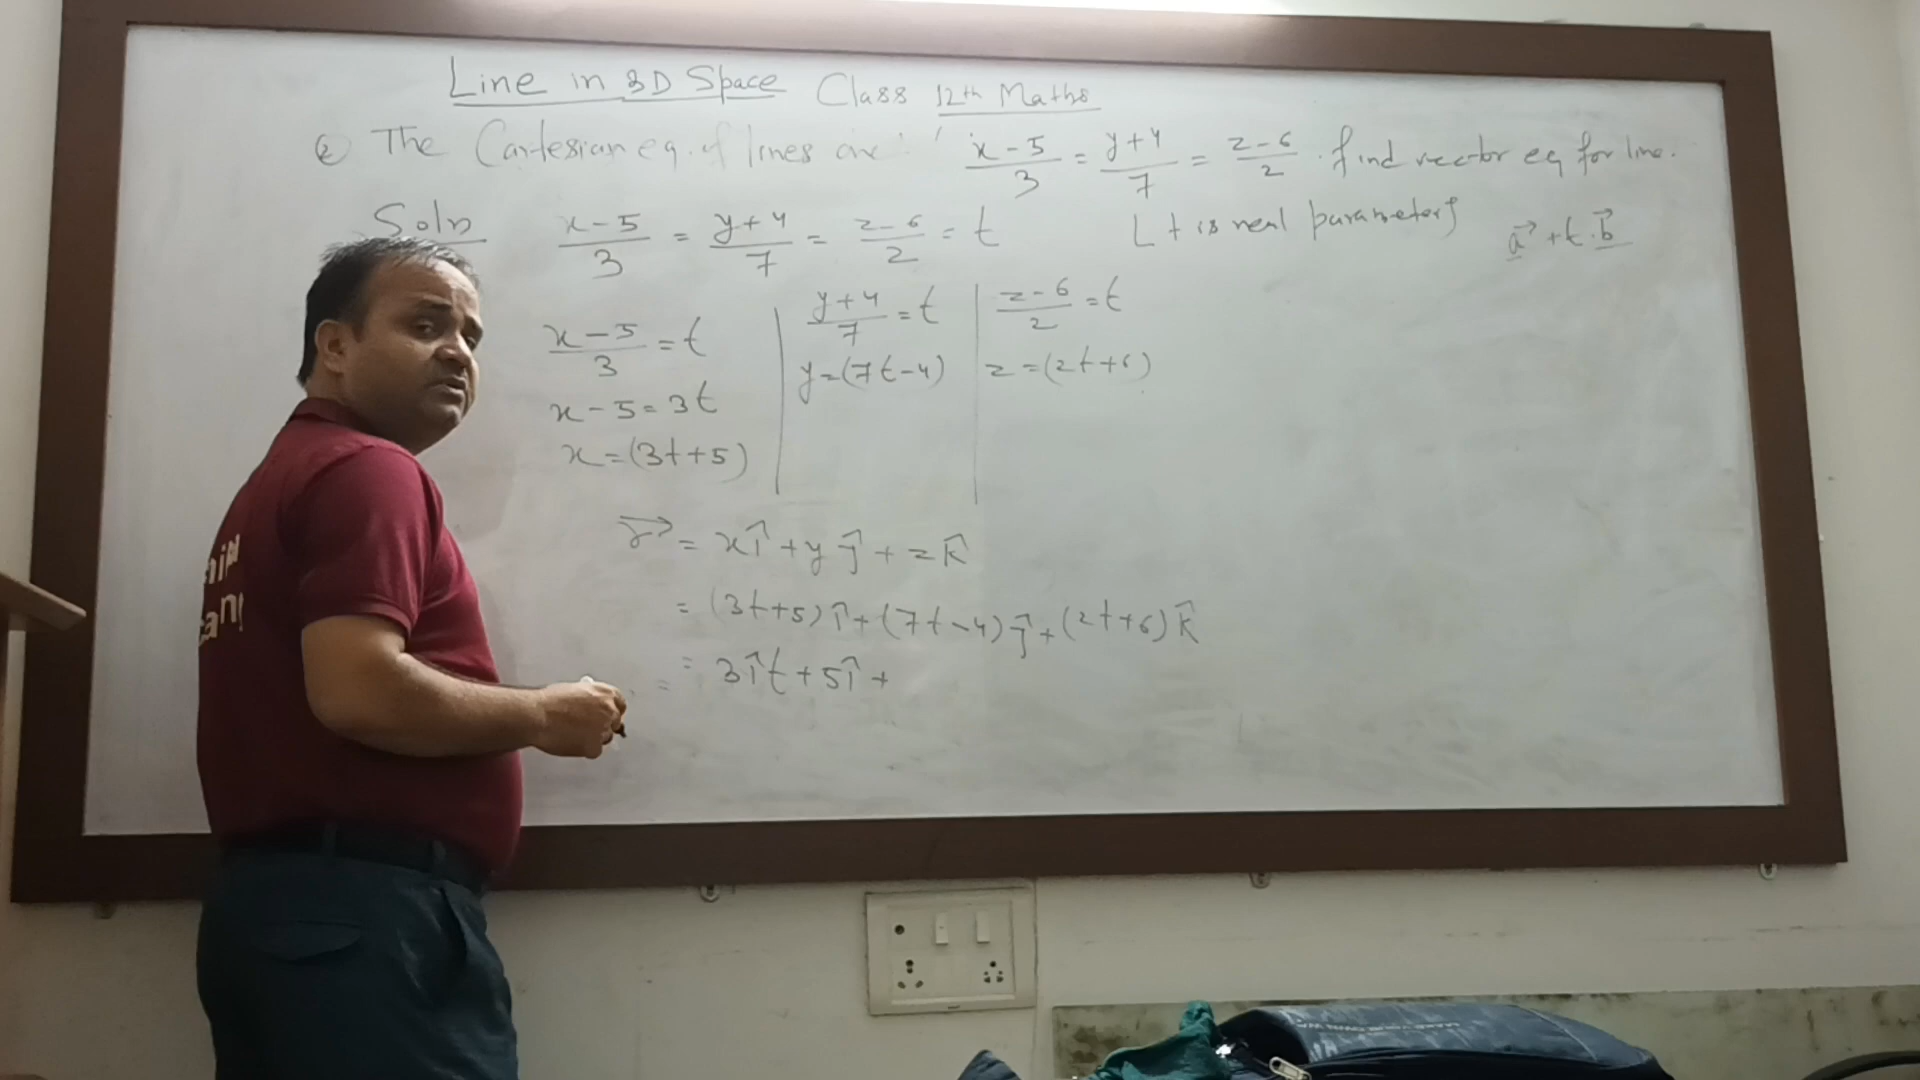 Line in 3D Space Class 12th Maths
The Cartesian eq. of lines are : x-5/3 = y+4/7 = z-6/2 . find vector eq for line.
Soln x-5/3 = y+4/7 = z-6/2 = t t is real parameter a⃗ + t.b⃗
x-5/3 = t y+4/7 = t z-6/2 = t
x-5=3t y=(7t-4) z=(2t+6)
x=(3t+5)
r⃗ = xî + yĵ + zk̂
= (3t+5)î + (7t-4)ĵ + (2t+6)k̂
= 3ît + 5î +